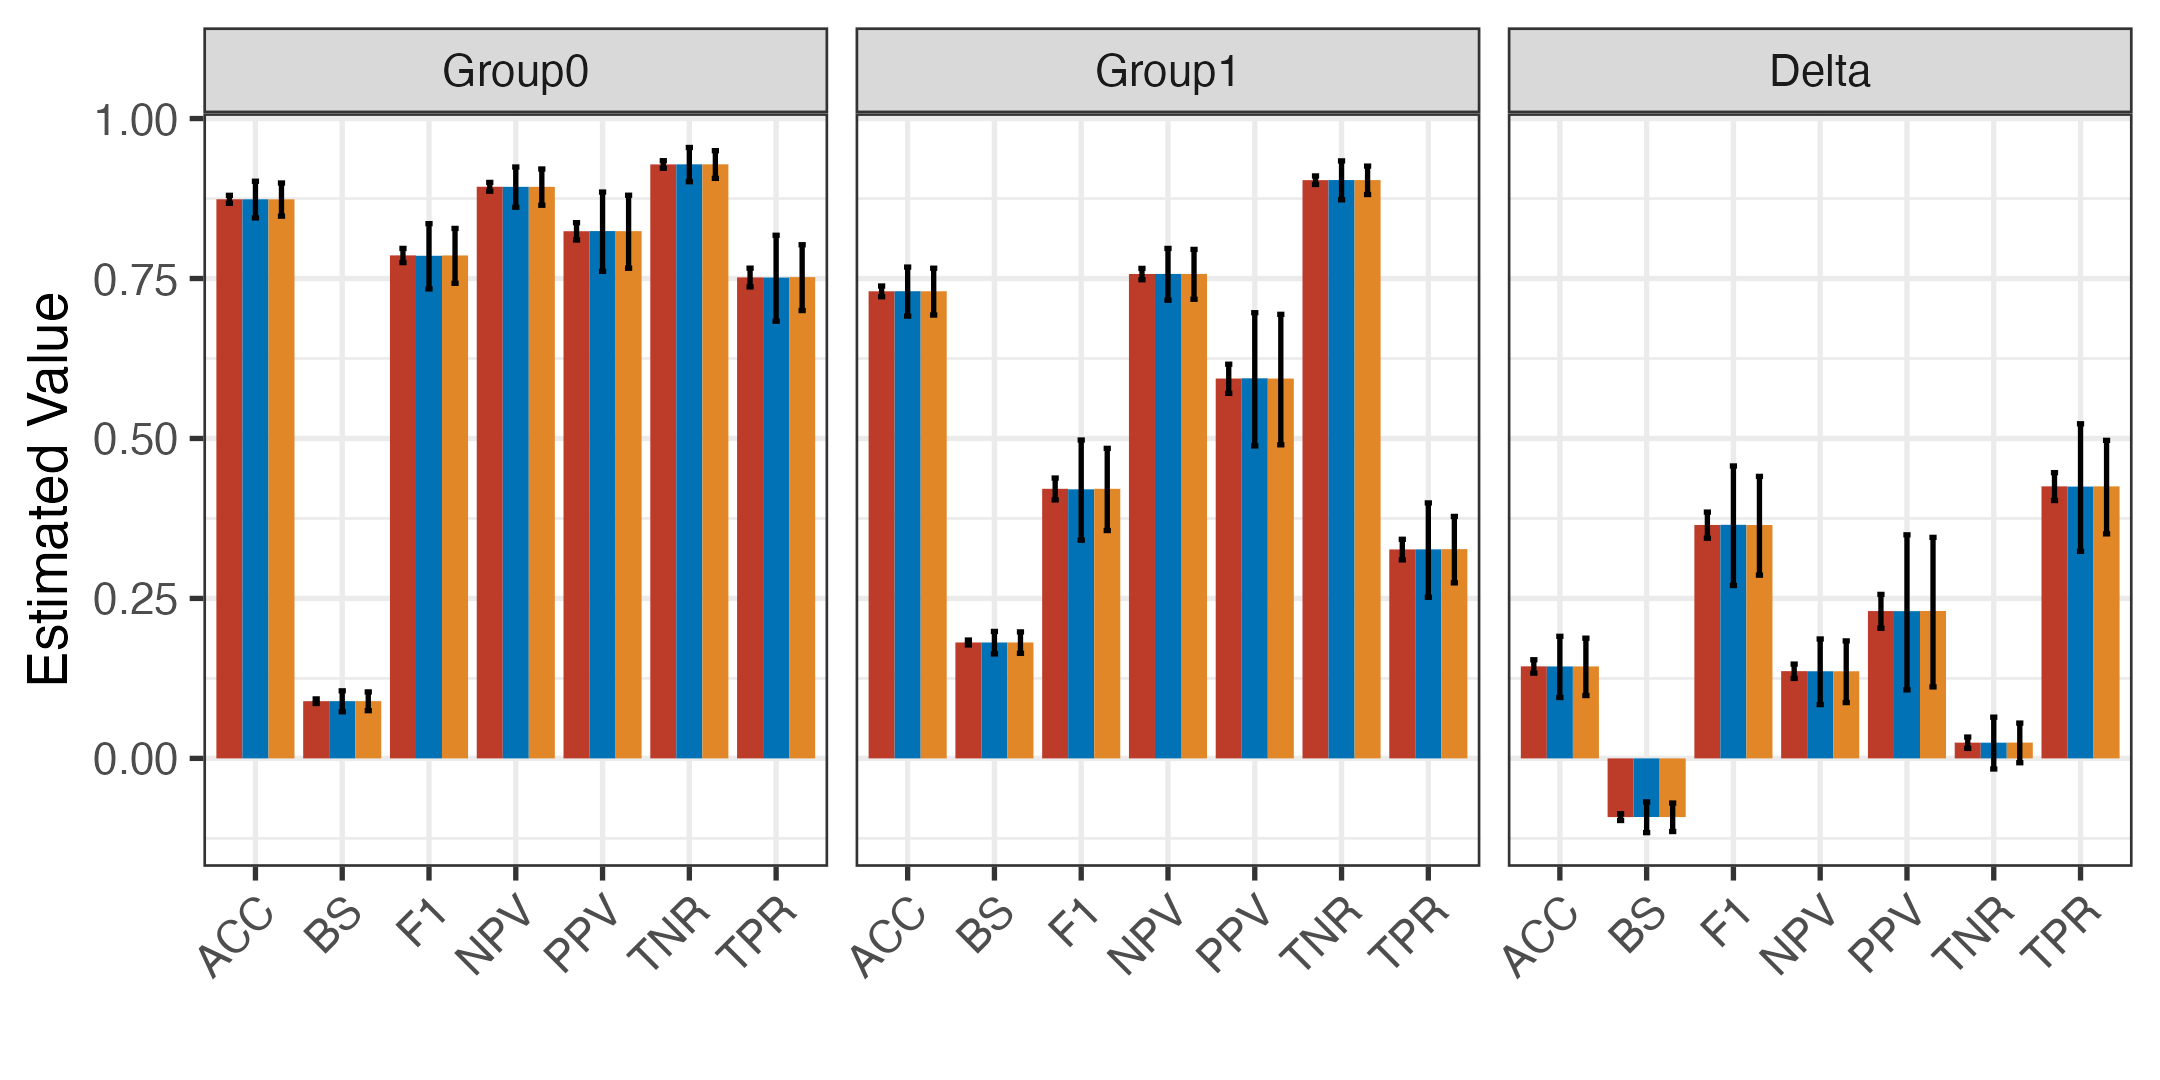 Group0
Group1
Delta
Estimated Value
1.00
0.75
0.50
0.25
0.00
ACC BS F1 NPV PPV TNR TPR
ACC BS F1 NPV PPV TNR TPR
ACC BS F1 NPV PPV TNR TPR